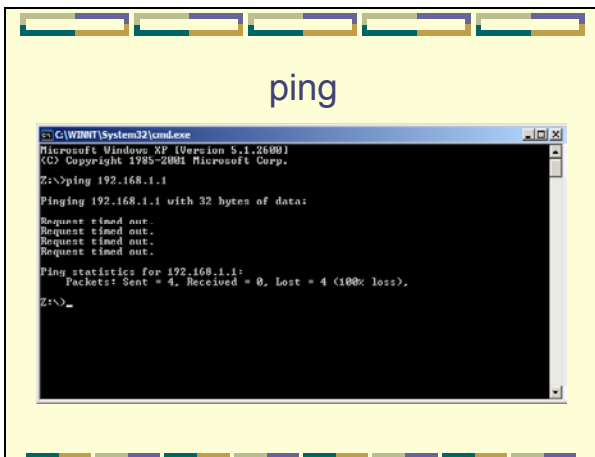 ping
C:\WINNT\System32\cmd.exe
Microsoft Windows XP [Version 5.1.2600]
(C) Copyright 1985-2001 Microsoft Corp.
Z:\>ping 192.168.1.1
Pinging 192.168.1.1 with 32 bytes of data:
Request timed out.
Request timed out.
Request timed out.
Request timed out.
Ping statistics for 192.168.1.1:
Packets: Sent = 4, Received = 0, Lost = 4 (100% loss),
Z:\>_